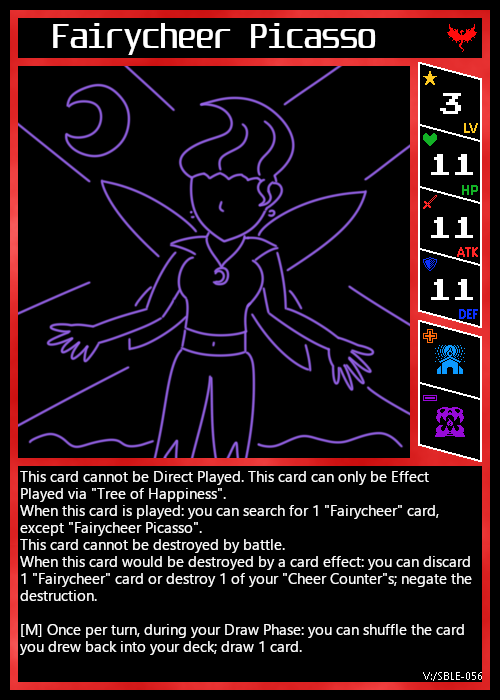 Fairycheer Picasso
3
LV
11
HP
11
ATK
11
DEF
This card cannot be Direct Played. This card can only be Effect
Played via "Tree of Happiness".
When this card is played: you can search for 1 "Fairycheer" card,
except "Fairycheer Picasso".
This card cannot be destroyed by battle.
When this card would be destroyed by a card effect: you can discard
1 "Fairycheer" card or destroy 1 of your "Cheer Counter"s; negate the
destruction.
[M] Once per turn, during your Draw Phase: you can shuffle the card
you drew back into your deck; draw 1 card.
V:/SBLE-056